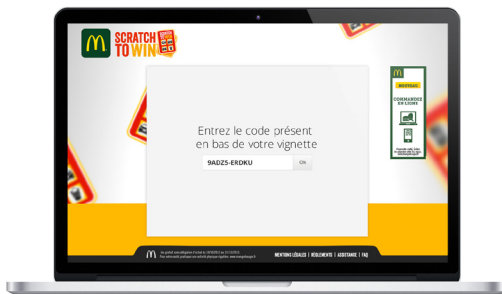 SCRATCH
TO WIN
NOUVEAU
COMMANDEZ
EN LIGNE
Entrez le code présent
en bas de votre vignette
9ADZ5-ERDKU
Ok
MENTIONS LÉGALES | RÈGLEMENTS | ASSISTANCE | FAQ